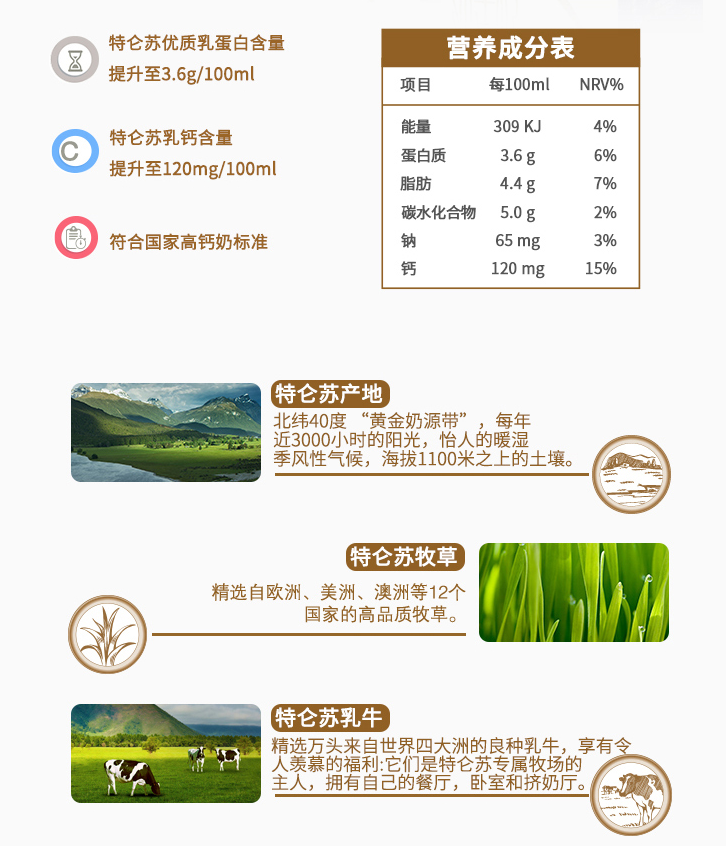 特仑苏优质乳蛋白含量
提升至3.6g/100ml
C
特仑苏乳钙含量
提升至120mg/100ml
符合国家高钙奶标准
营养成分表
项目 每100ml NRV%
能量 309 KJ 4%
蛋白质 3.6 g 6%
脂肪 4.4 g 7%
碳水化合物 5.0 g 2%
钠 65 mg 3%
钙 120 mg 15%
特仑苏产地
北纬40度 “黄金奶源带”，每年
近3000小时的阳光，怡人的暖湿
季风性气候，海拔1100米之上的土壤。
特仑苏牧草
精选自欧洲、美洲、澳洲等12个
国家的高品质牧草。
特仑苏乳牛
精选万头来自世界四大洲的良种乳牛，享有令
人羡慕的福利:它们是特仑苏专属牧场的
主人，拥有自己的餐厅，卧室和挤奶厅。